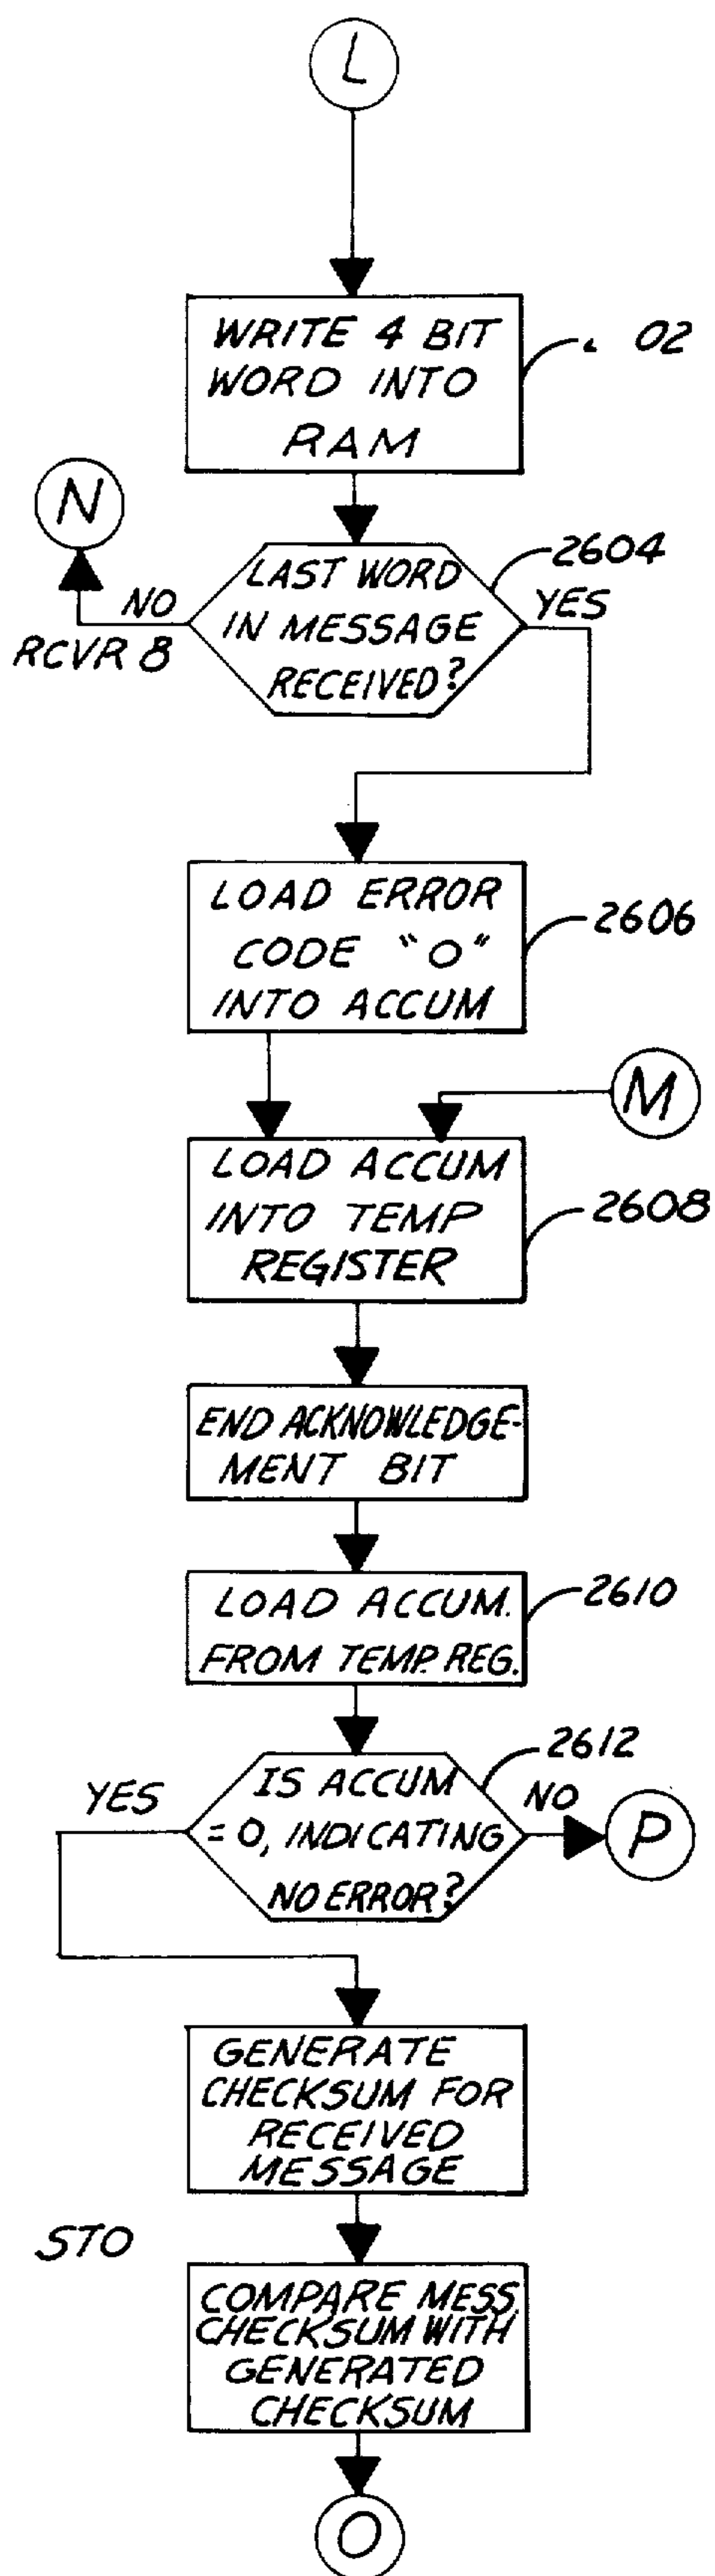 L
WRITE 4 BIT
WORD INTO
RAM
02
N
NO
RCVR 8
LAST WORD
IN MESSAGE
RECEIVED?
2604
YES
LOAD ERROR
CODE "O"
INTO ACCUM
2606
M
LOAD ACCUM
INTO TEMP
REGISTER
2608
END ACKNOWLEDGE-
MENT BIT
LOAD ACCUM.
FROM TEMP. REG.
2610
YES
IS ACCUM
= O, INDICATING
NO ERROR?
2612
NO
P
GENERATE
CHECKSUM FOR
RECEIVED
MESSAGE
STO
COMPARE MESS.
CHECKSUM WITH
GENERATED
CHECKSUM
O